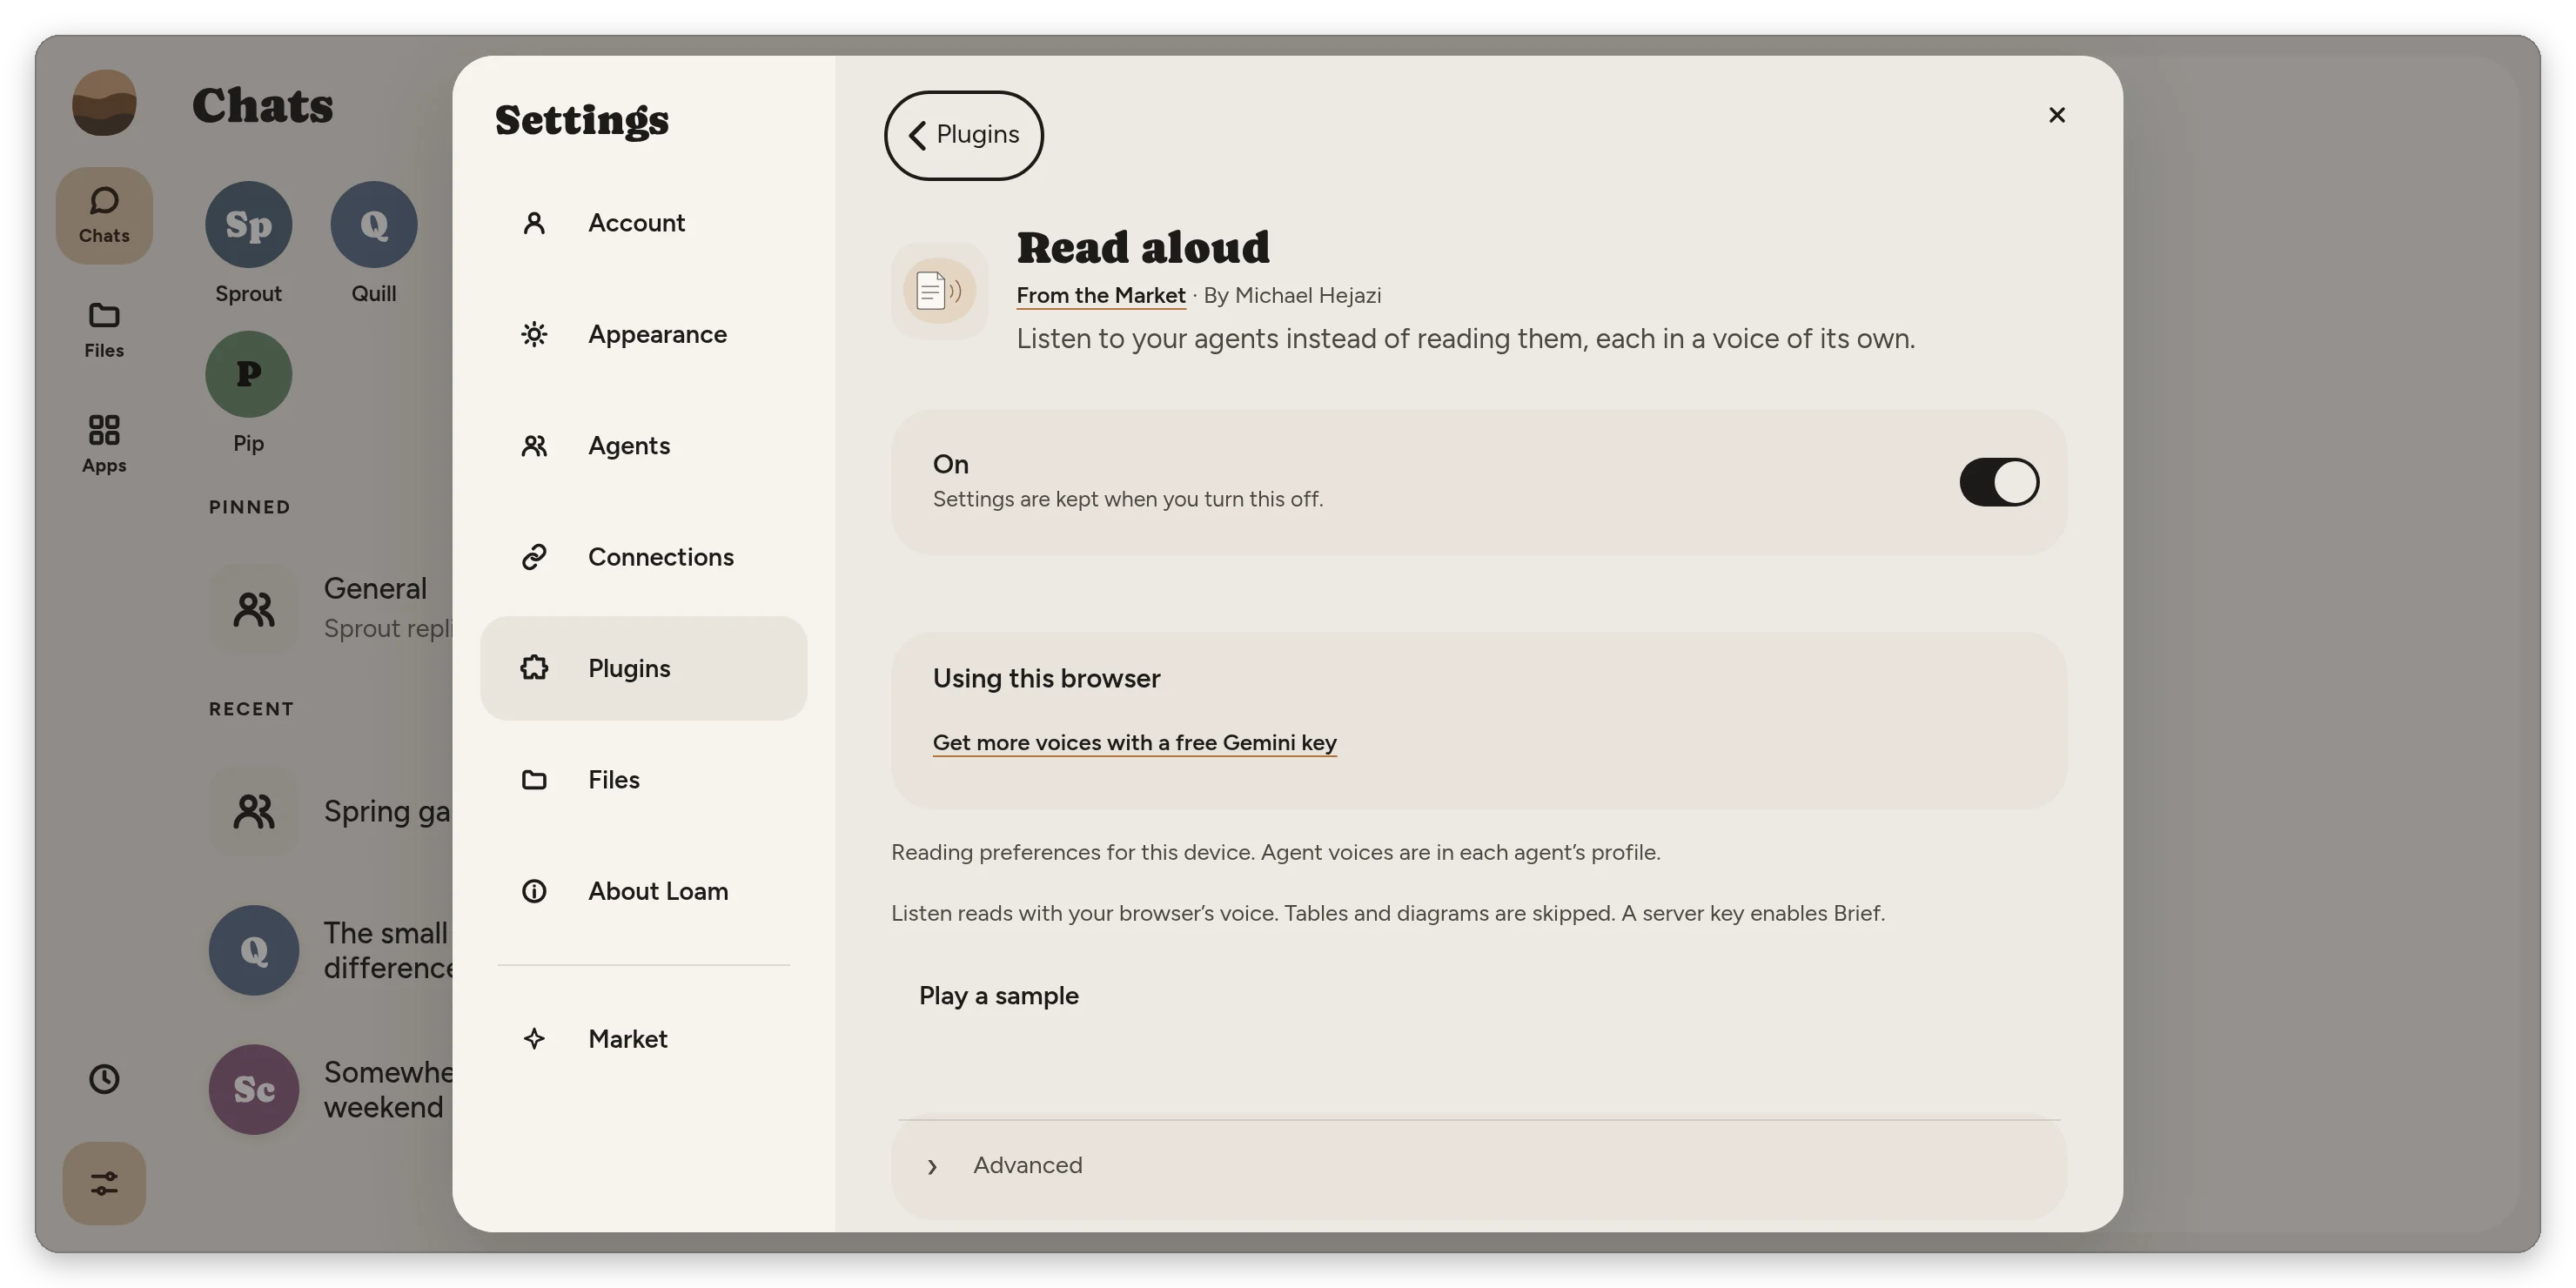 Chats
Chats
Files
Apps
Sp
Q
Sprout
Quill
P
Pip
PINNED
General
Sprout repli
RECENT
Spring ga
Q
The small
difference
Sc
Somewhe
weekend
Settings
Account
Appearance
Agents
Connections
Plugins
Files
About Loam
Market
Plugins
Read aloud
From the Market · By Michael Hejazi
Listen to your agents instead of reading them, each in a voice of its own.
On
Settings are kept when you turn this off.
Using this browser
Get more voices with a free Gemini key
Reading preferences for this device. Agent voices are in each agent’s profile.
Listen reads with your browser’s voice. Tables and diagrams are skipped. A server key enables Brief.
Play a sample
Advanced